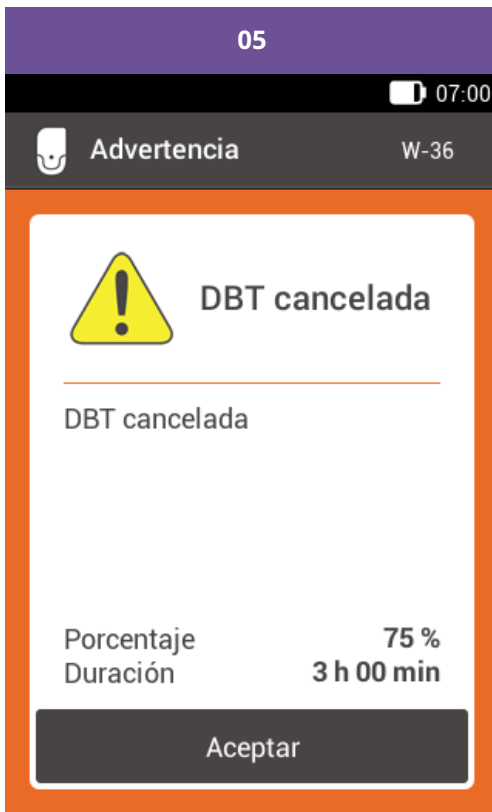 05
07:00
Advertencia W-36
DBT cancelada
DBT cancelada
Porcentaje 75 %
Duración 3 h 00 min
Aceptar